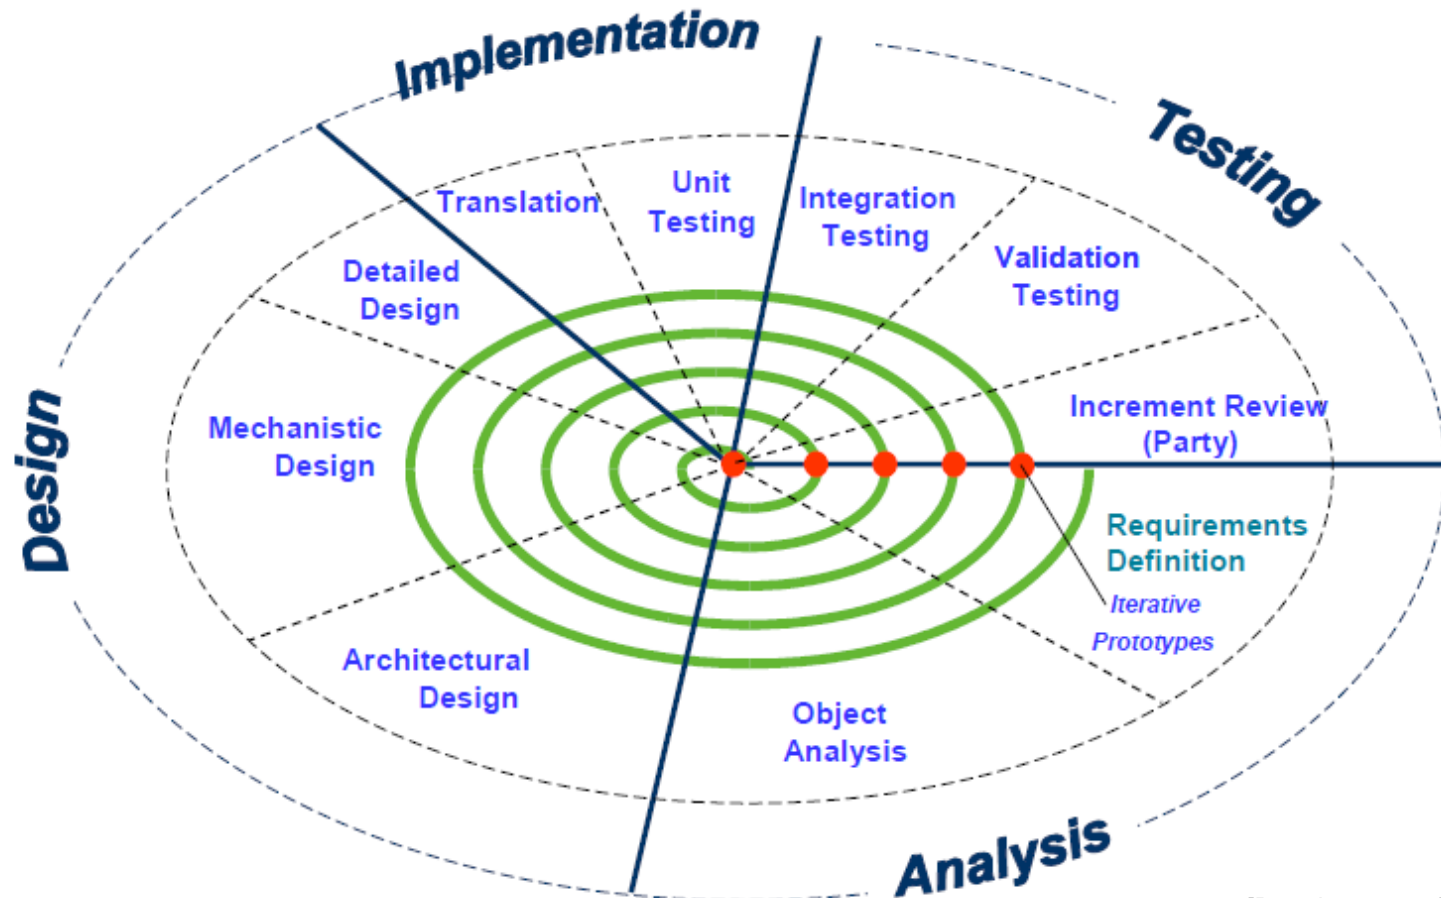 Implementation
Testing
Unit
Testing
Translation
Integration
Testing
Detailed
Design
Validation
Testing
Design
Mechanistic
Design
Increment Review
(Party)
Requirements
Definition
Iterative
Prototypes
Architectural
Design
Object
Analysis
Analysis